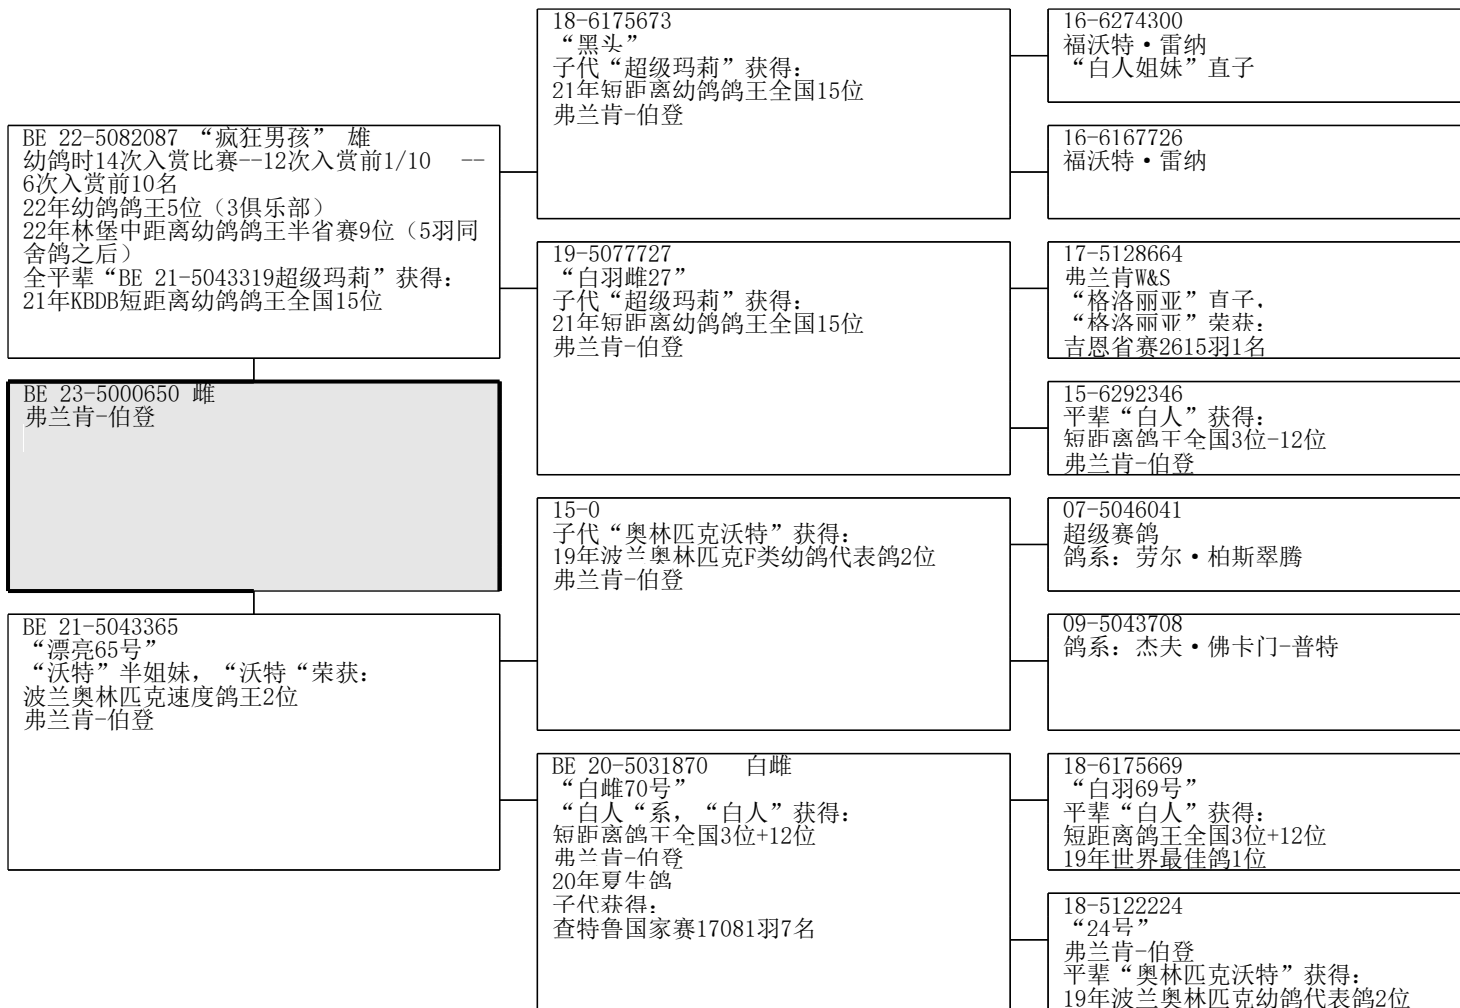 BE 22-5082087 “疯狂男孩” 雄
幼鸽时14次入赏比赛--12次入赏前1/10 --
6次入赏前10名
22年幼鸽鸽王5位（3俱乐部）
22年林堡中距离幼鸽鸽王半省赛9位（5羽同
舍鸽之后）
全平辈“BE 21-5043319超级玛莉”获得：
21年KBDB短距离幼鸽鸽王全国15位
BE 23-5000650 雌
弗兰肯-伯登
BE 21-5043365
“漂亮65号”
“沃特”半姐妹，“沃特“荣获：
波兰奥林匹克速度鸽王2位
弗兰肯-伯登
18-6175673
“黑头”
子代“超级玛莉”获得：
21年短距离幼鸽鸽王全国15位
弗兰肯-伯登
19-5077727
“白羽雌27”
子代“超级玛莉”获得：
21年短距离幼鸽鸽王全国15位
弗兰肯-伯登
15-0
子代“奥林匹克沃特”获得：
19年波兰奥林匹克F类幼鸽代表鸽2位
弗兰肯-伯登
BE 20-5031870 白雌
“白雌70号”
“白人“系，“白人”获得：
短距离鸽王全国3位+12位
弗兰肯-伯登
20年夏生鸽
子代获得：
查特鲁国家赛17081羽7名
16-6274300
福沃特·雷纳
“白人姐妹”直子
16-6167726
福沃特·雷纳
17-5128664
弗兰肯W&S
“格洛丽亚”直子，
“格洛丽亚”荣获：
吉恩省赛2615羽1名
15-6292346
平辈“白人”获得：
短距离鸽王全国3位-12位
弗兰肯-伯登
07-5046041
超级赛鸽
鸽系：劳尔·柏斯翠腾
09-5043708
鸽系：杰夫·佛卡门-普特
18-6175669
“白羽69号”
平辈“白人”获得：
短距离鸽王全国3位+12位
19年世界最佳鸽1位
18-5122224
“24号”
弗兰肯-伯登
平辈“奥林匹克沃特”获得：
19年波兰奥林匹克幼鸽代表鸽2位